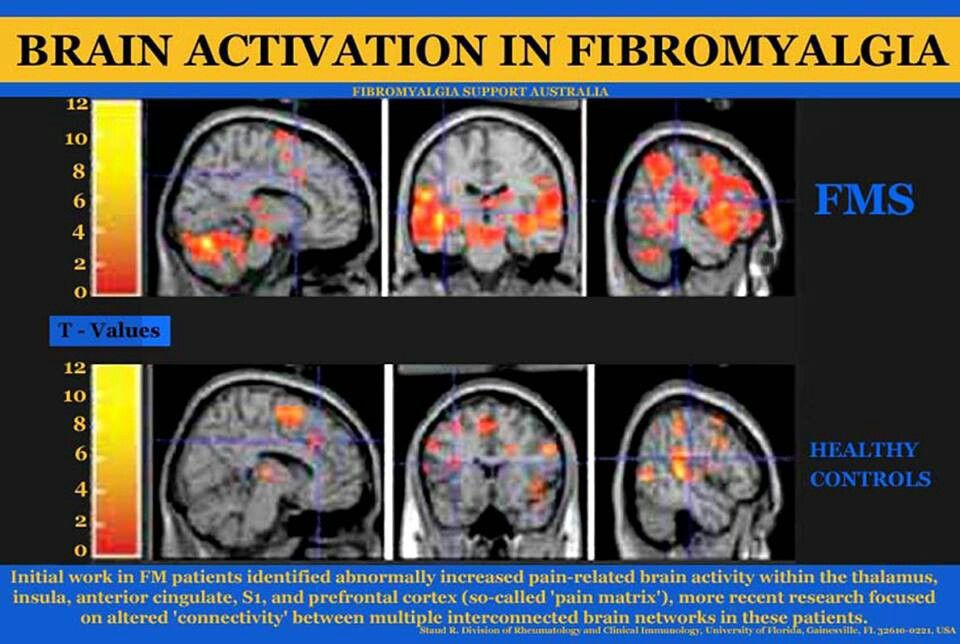 BRAIN ACTIVATION IN FIBROMYALGIA
FIBROMYALGIA SUPPORT AUSTRALIA
12
10
8
6
4
2
0
FMS
T - Values
12
10
8
6
4
2
0
HEALTHY
CONTROLS
Initial work in FM patients identified abnormally increased pain-related brain activity within the thalamus,
insula, anterior cingulate, S1, and prefrontal cortex (so-called 'pain matrix'), more recent research focused
on altered 'connectivity' between multiple interconnected brain networks in these patients.
Staud R. Division of Rheumatology and Clinical Immunology, University of Florida, Gainesville, FL 32610-0221, USA